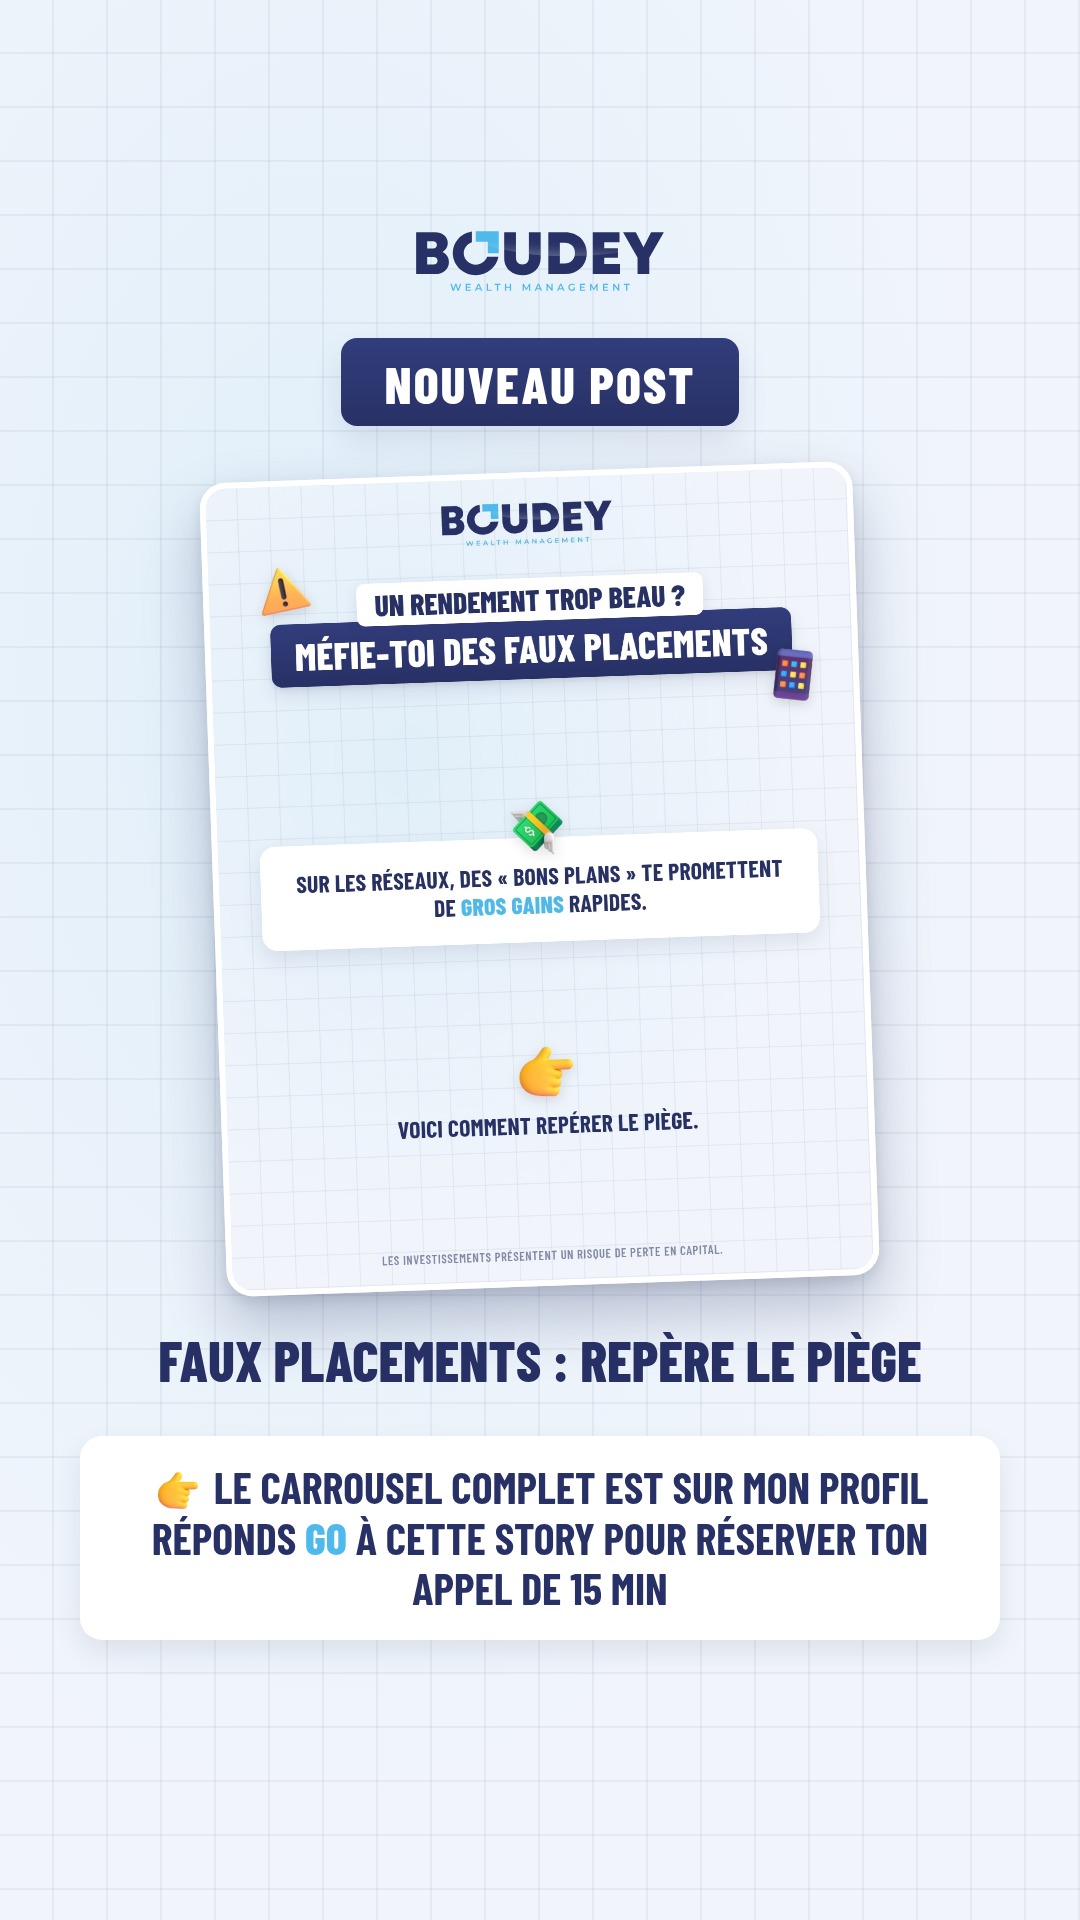 BOUDEY
WEALTH MANAGEMENT
NOUVEAU POST
BOUDEY
WEALTH MANAGEMENT
UN RENDEMENT TROP BEAU ?
MÉFIE-TOI DES FAUX PLACEMENTS
SUR LES RÉSEAUX, DES « BONS PLANS » TE PROMETTENT
DE GROS GAINS RAPIDES.
VOICI COMMENT REPÉRER LE PIÈGE.
LES INVESTISSEMENTS PRÉSENTENT UN RISQUE DE PERTE EN CAPITAL.
FAUX PLACEMENTS : REPÈRE LE PIÈGE
👉 LE CARROUSEL COMPLET EST SUR MON PROFIL
RÉPONDS GO À CETTE STORY POUR RÉSERVER TON
APPEL DE 15 MIN